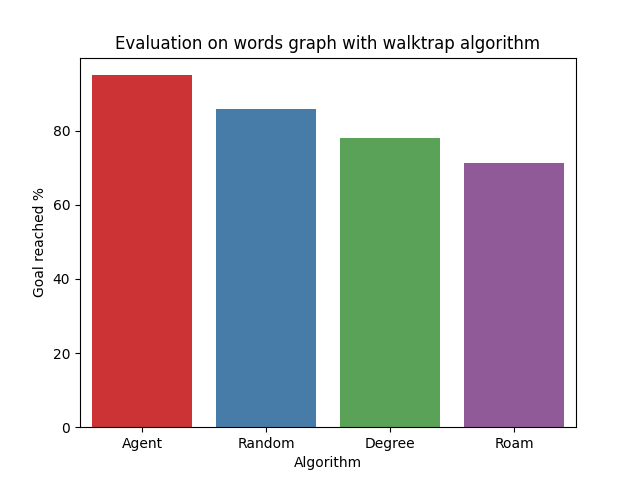 Evaluation on words graph with walktrap algorithm
Goal reached %
80
60
40
20
0
Agent Random Degree Roam
Algorithm